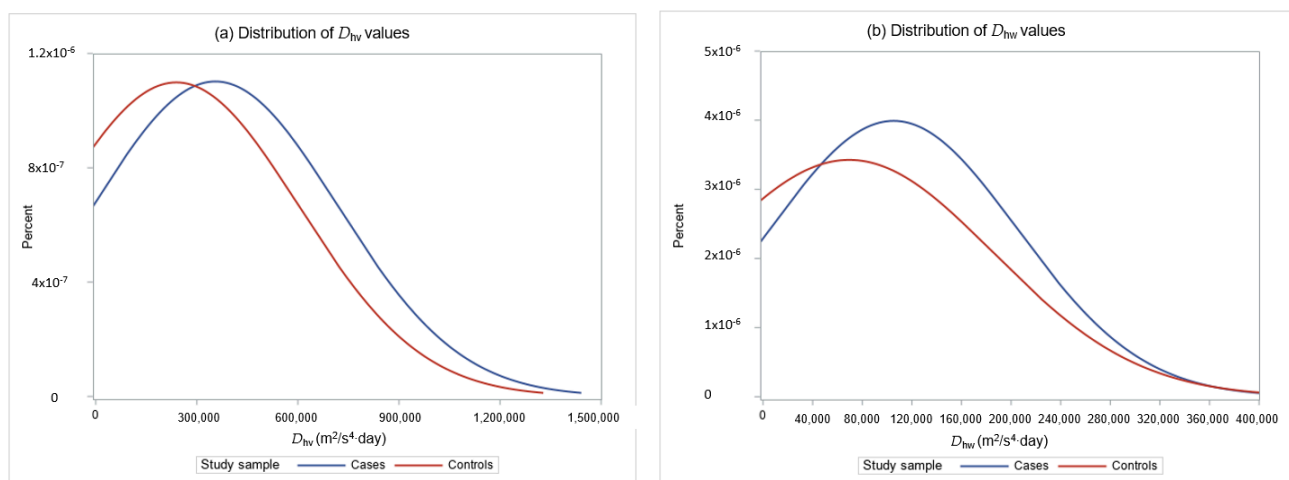 (a) Distribution of Dhv values
1.2x10-6
8x10-7
4x10-7
0
Percent
0 300,000 600,000 900,000 1,200,000 1,500,000
Dhv (m2/s4·day)
Study sample Cases Controls
(b) Distribution of Dhw values
5x10-6
4x10-6
3x10-6
2x10-6
1x10-6
0
Percent
0 40,000 80,000 120,000 160,000 200,000 240,000 280,000 320,000 360,000 400,000
Dhw (m2/s4·day)
Study sample Cases Controls